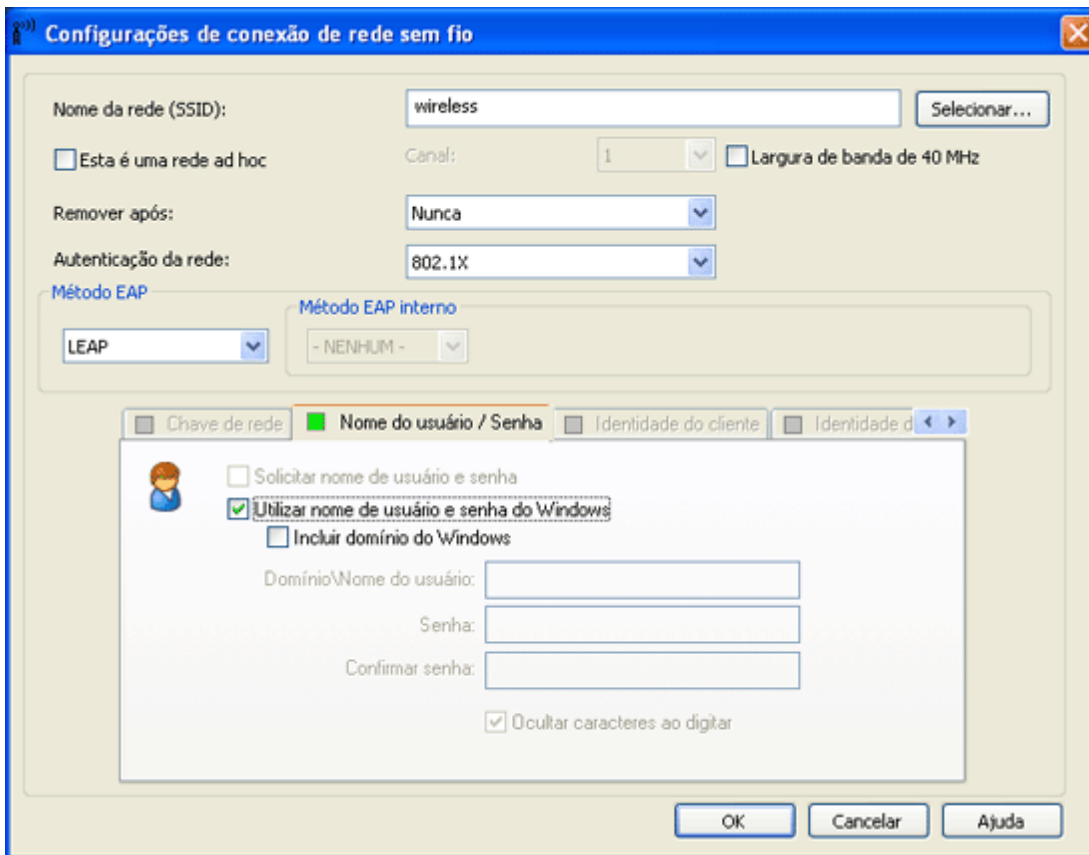 Configurações de conexão de rede sem fio
Nome da rede (SSID): wireless Selecionar...
Esta é uma rede ad hoc Canal: 1 Largura de banda de 40 MHz
Remover após: Nunca
Autenticação da rede: 802.1X
Método EAP
Método EAP interno
LEAP - NENHUM -
Chave de rede Nome do usuário / Senha Identidade do cliente Identidade d
Solicitar nome de usuário e senha
Utilizar nome de usuário e senha do Windows
Incluir domínio do Windows
Domínio\Nome do usuário:
Senha:
Confirmar senha:
Ocultar caracteres ao digitar
OK Cancelar Ajuda